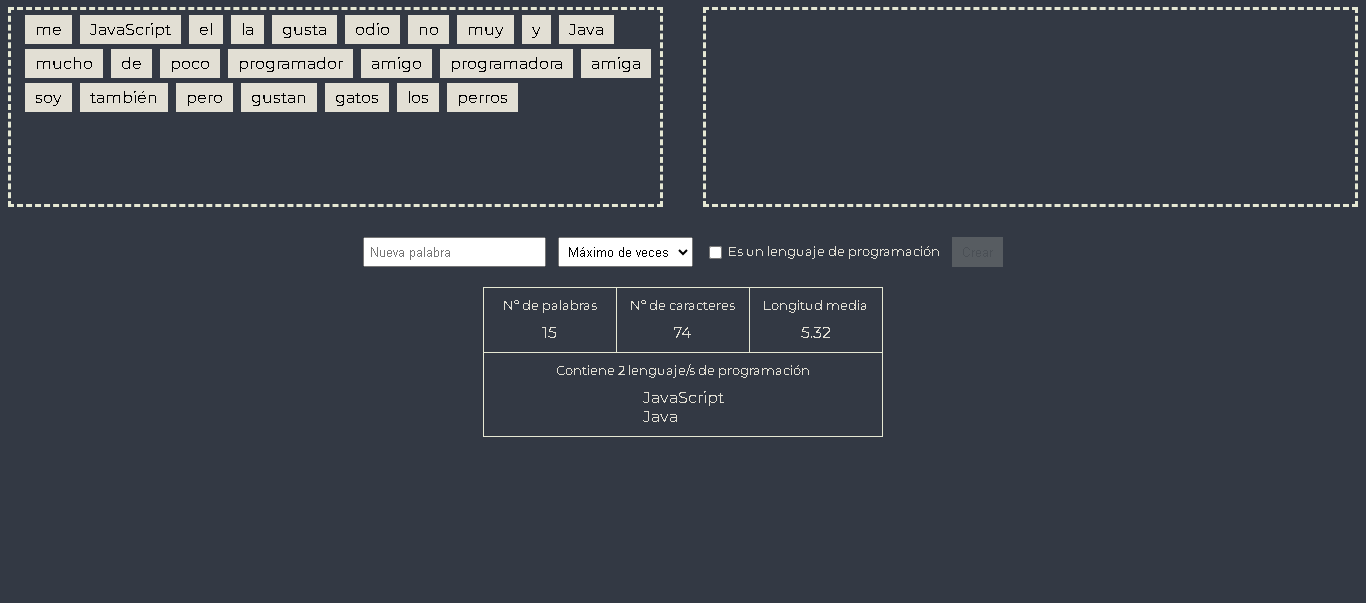 me JavaScript el la gusta odio no muy y Java
mucho de poco programador amigo programadora amiga
soy también pero gustan gatos los perros
Nueva palabra Máximo de veces Es un lenguaje de programación Crear
Nº de palabras Nº de caracteres Longitud media
15 74 5.32
Contiene 2 lenguaje/s de programación
JavaScript
Java